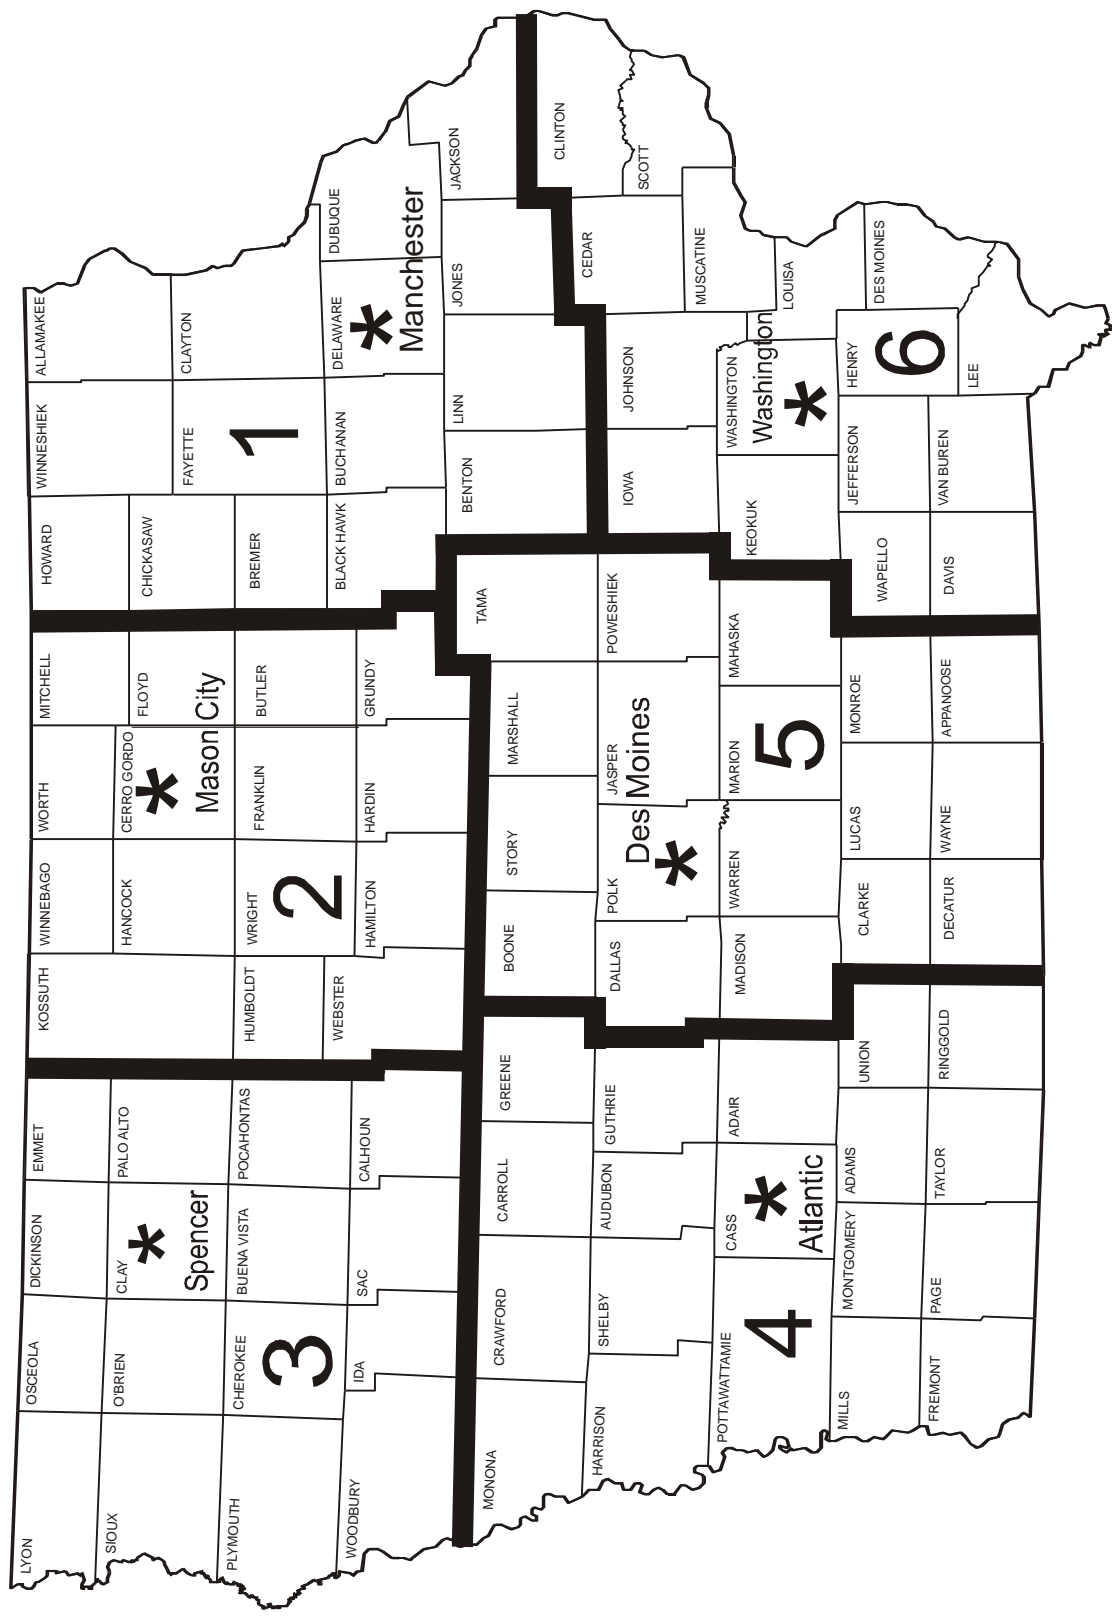 LYON
OSCEOLA
DICKINSON
EMMET
KOSSUTH
WINNEBAGO
WORTH
MITCHELL
HOWARD
WINNESHIEK
ALLAMAKEE
SIOUX
O'BRIEN
CLAY
PALO ALTO
HANCOCK
CERRO GORDO
FLOYD
CHICKASAW
*
Spencer
*
Mason City
FAYETTE
CLAYTON
PLYMOUTH
CHEROKEE
BUENA VISTA
POCAHONTAS
HUMBOLDT
WRIGHT
FRANKLIN
BUTLER
BREMER
1
3
2
WOODBURY
IDA
SAC
CALHOUN
WEBSTER
HAMILTON
HARDIN
GRUNDY
BLACK HAWK
BUCHANAN
DELAWARE
DUBUQUE
*
Manchester
MONONA
CRAWFORD
CARROLL
GREENE
BOONE
STORY
MARSHALL
TAMA
BENTON
LINN
JONES
JACKSON
CLINTON
HARRISON
SHELBY
AUDUBON
GUTHRIE
DALLAS
POLK
JASPER
POWESHIEK
IOWA
JOHNSON
CEDAR
SCOTT
Des Moines
*
POTTAWATTAMIE
CASS
ADAIR
MADISON
WARREN
MARION
MAHASKA
KEOKUK
WASHINGTON
MUSCATINE
LOUISA
4
*
Atlantic
5
Washington
*
MILLS
MONTGOMERY
ADAMS
UNION
CLARKE
LUCAS
MONROE
WAPELLO
JEFFERSON
HENRY
DES MOINES
6
FREMONT
PAGE
TAYLOR
RINGGOLD
DECATUR
WAYNE
APPANOOSE
DAVIS
VAN BUREN
LEE